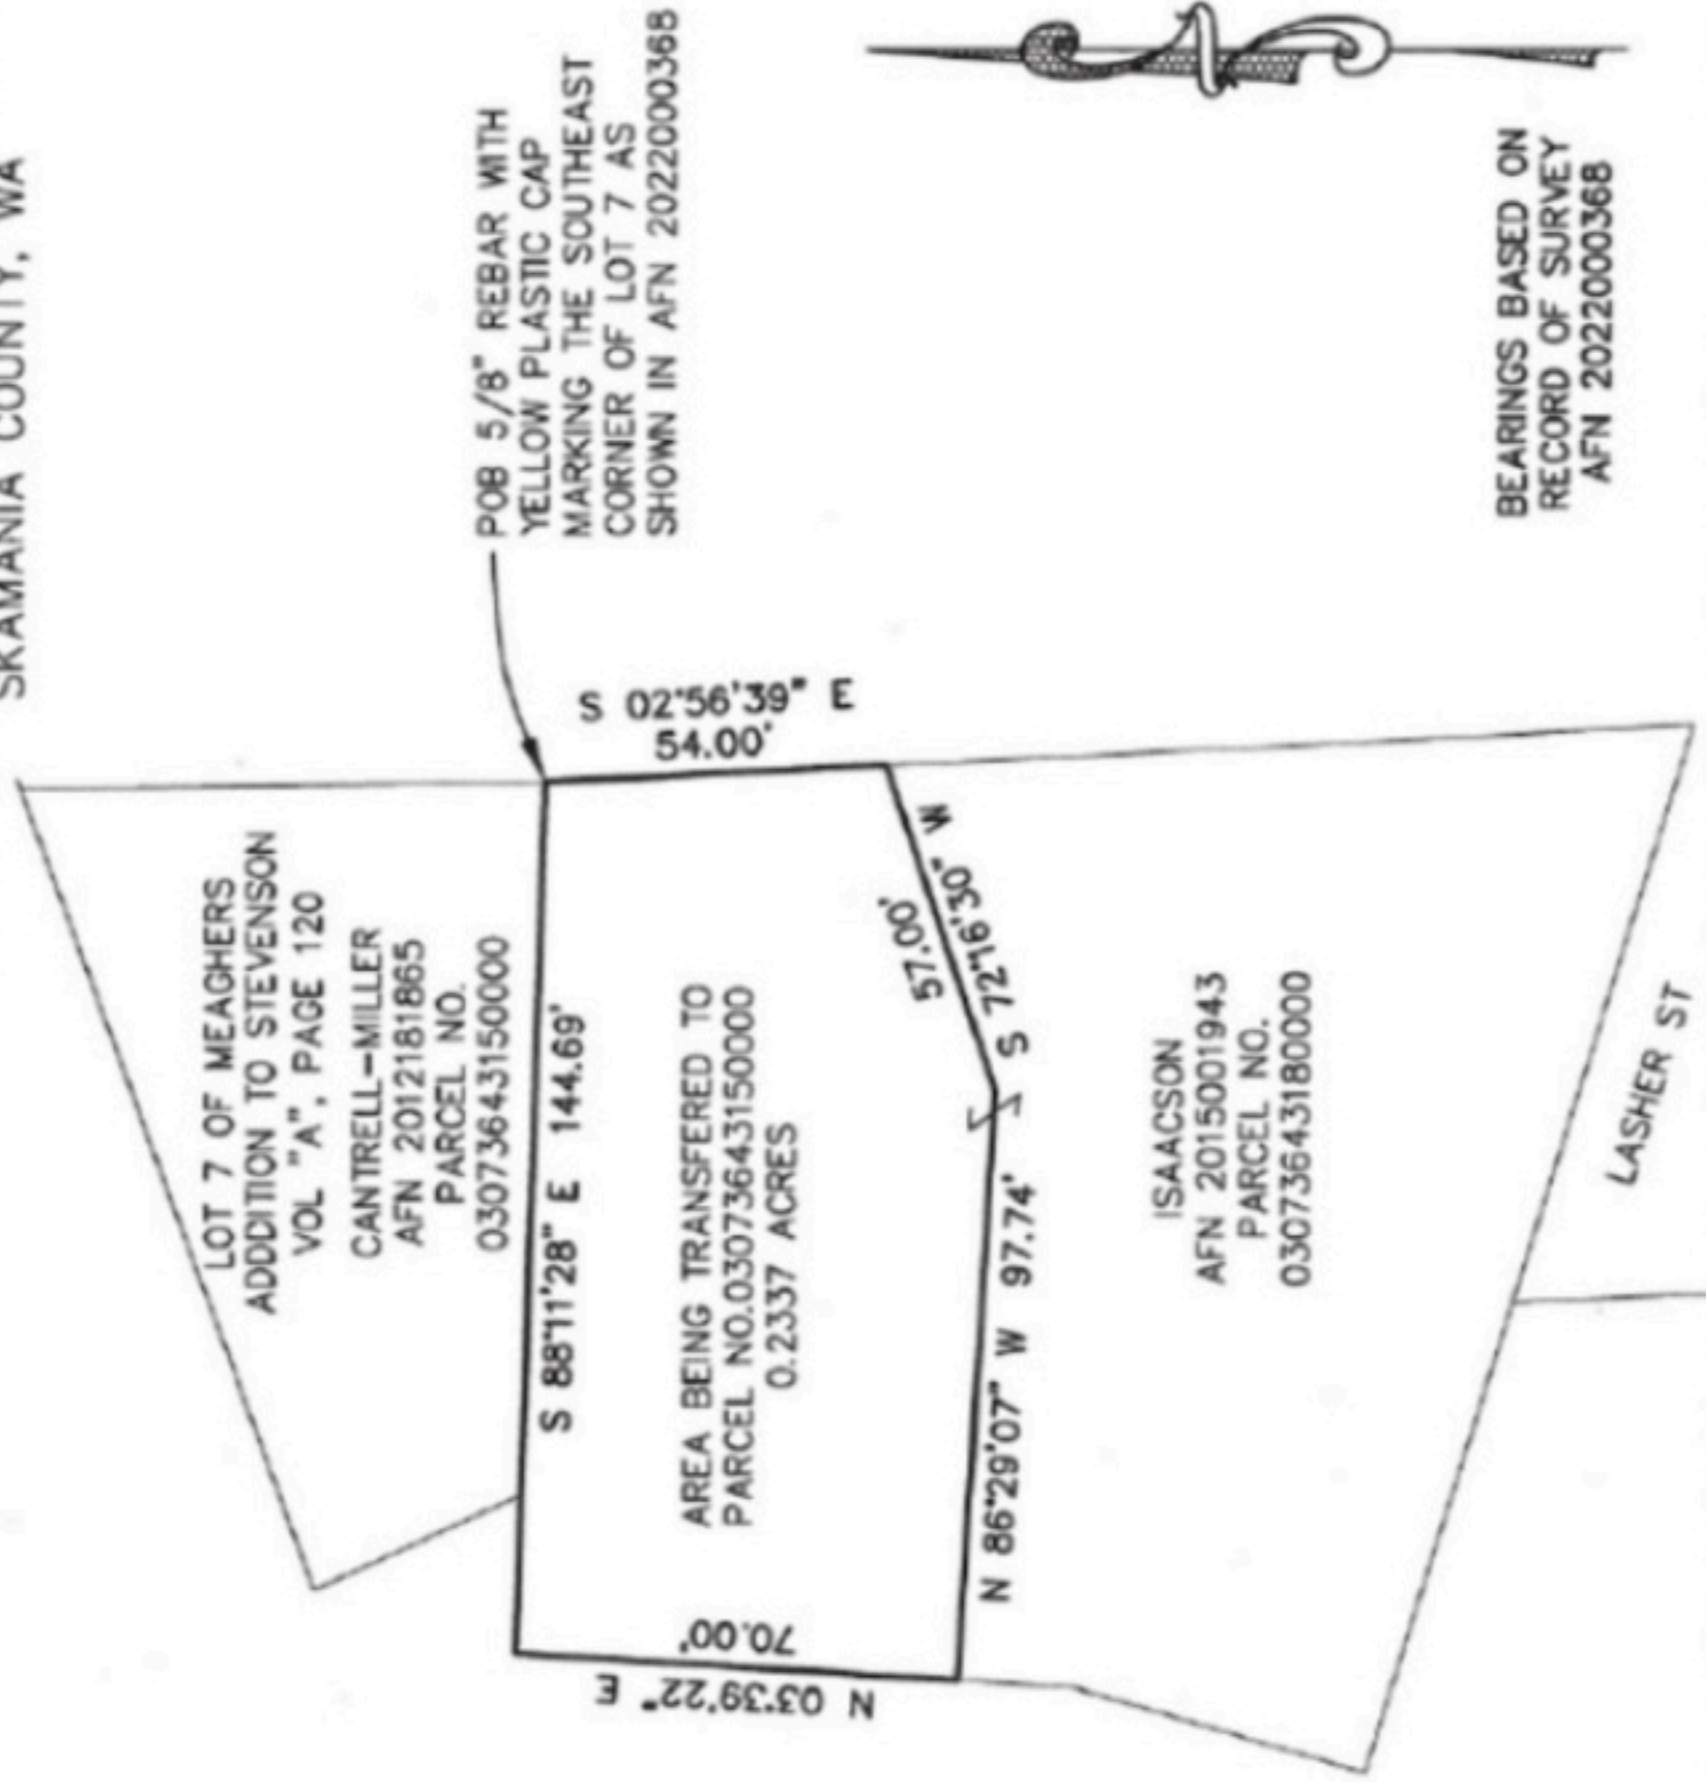 SKAMANIA COUNTY, WA
POB 5/8" REBAR WITH
YELLOW PLASTIC CAP
MARKING THE SOUTHEAST
CORNER OF LOT 7 AS
SHOWN IN AFN 2022000368
LOT 7 OF MEAGHERS
ADDDITION TO STEVENSON
VOL "A", PAGE 120
CANTRELL-MILLER
AFN 2012181865
PARCEL NO.
03073643150000
S 88°11'28" E 144.69'
S 02°56'39" E
54.00'
AREA BEING TRANSFERED TO
PARCEL NO.03073643150000
0.2337 ACRES
57.00'
S 72°16'30" W
N 86°29'07" W 97.74'
70.00'
N 03°39'22" E
ISAACSON
AFN 2015001943
PARCEL NO.
03073643180000
LASHER ST
BEARINGS BASED ON
RECORD OF SURVEY
AFN 2022000368
N